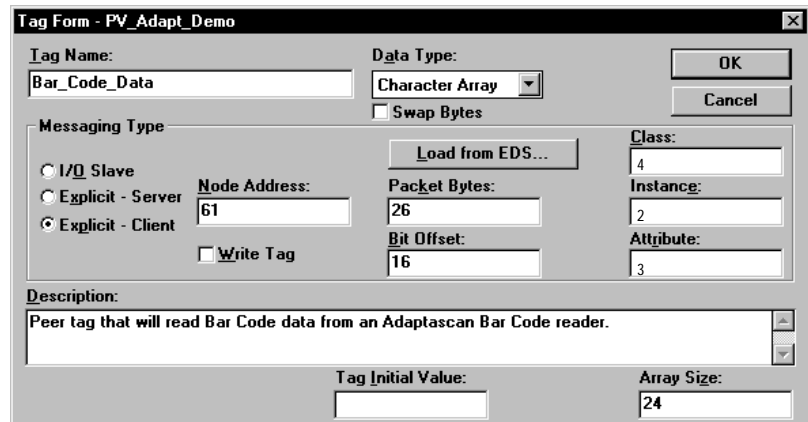 Tag Form - PV_Adapt_Demo
Tag Name:
Bar_Code_Data
Data Type:
Character Array
Swap Bytes
OK
Cancel
Messaging Type
I/O Slave
Explicit - Server
Explicit - Client
Node Address:
61
Write Tag
Load from EDS...
Packet Bytes:
26
Bit Offset:
16
Class:
4
Instance:
2
Attribute:
3
Description:
Peer tag that will read Bar Code data from an Adaptascan Bar Code reader.
Tag Initial Value:
Array Size:
24